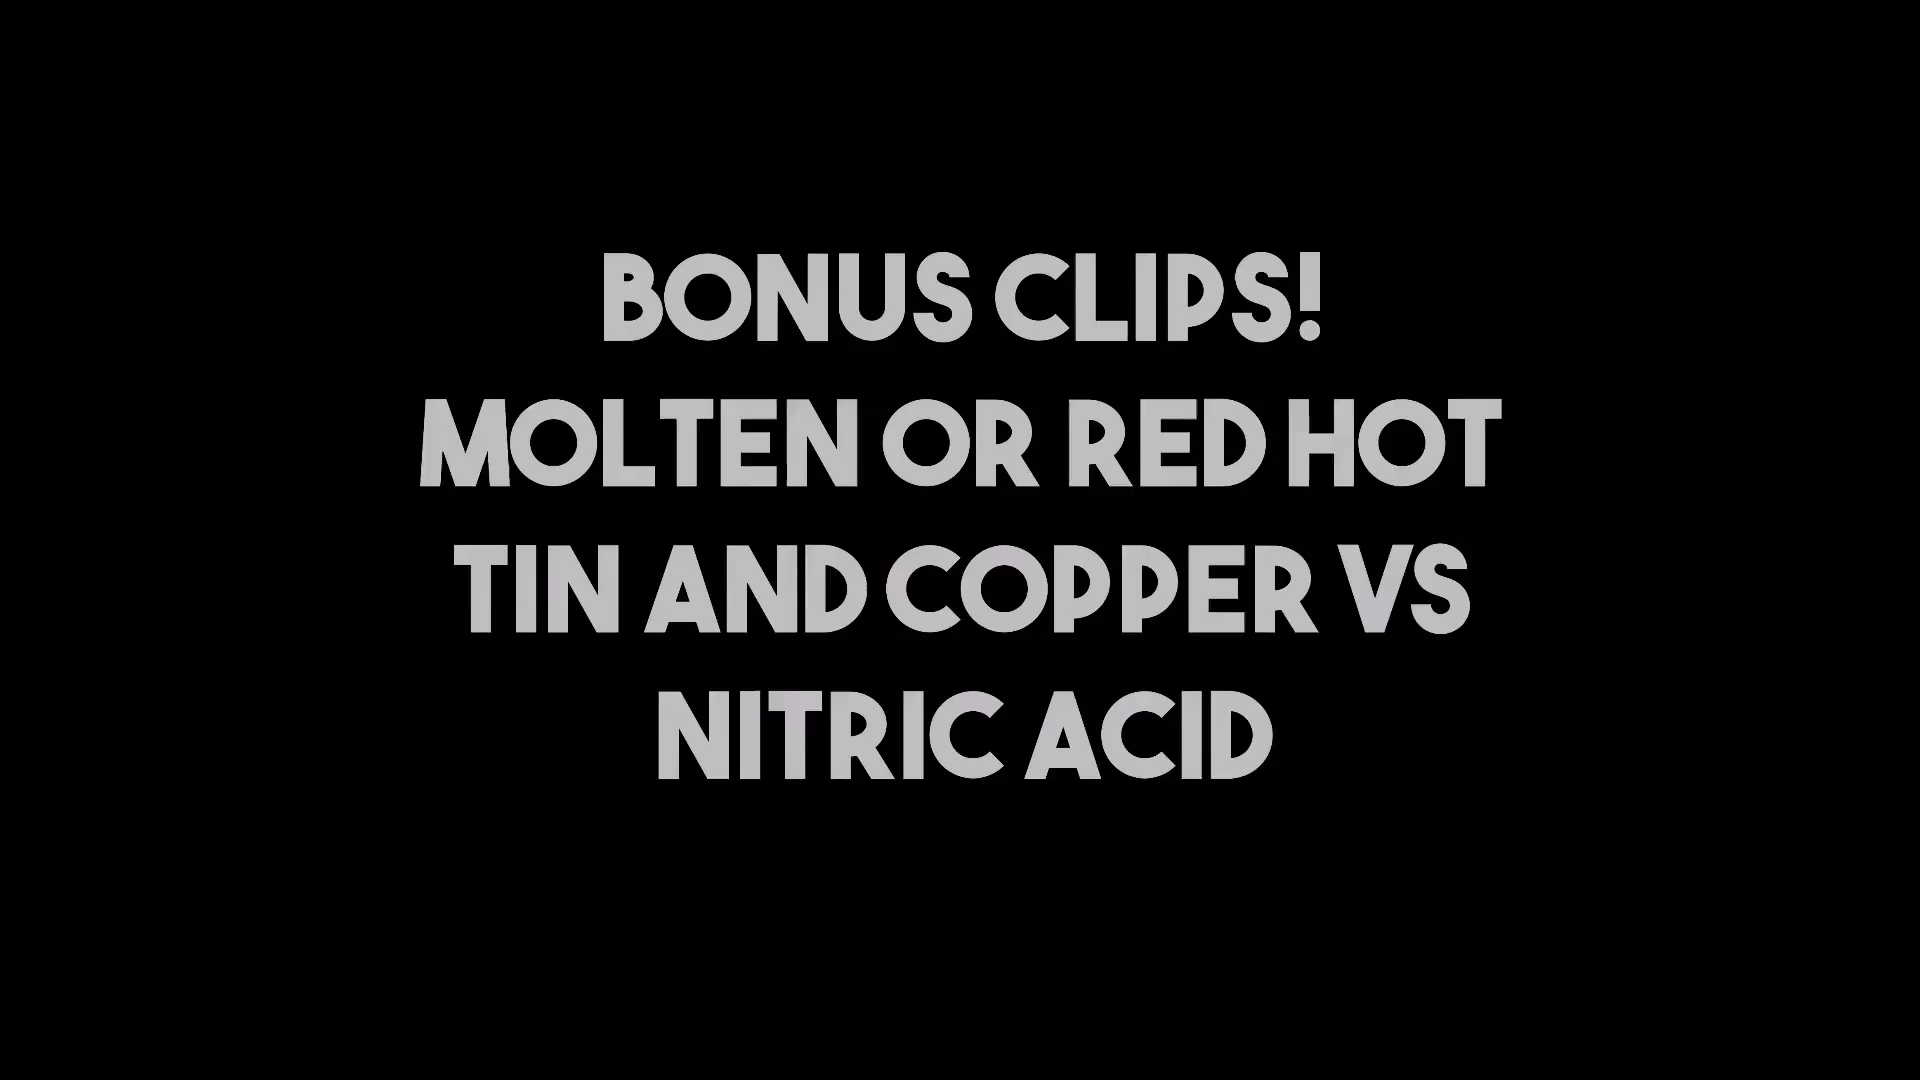 BONUS CLIPS!
MOLTEN OR RED HOT
TIN AND COPPER VS
NITRIC ACID